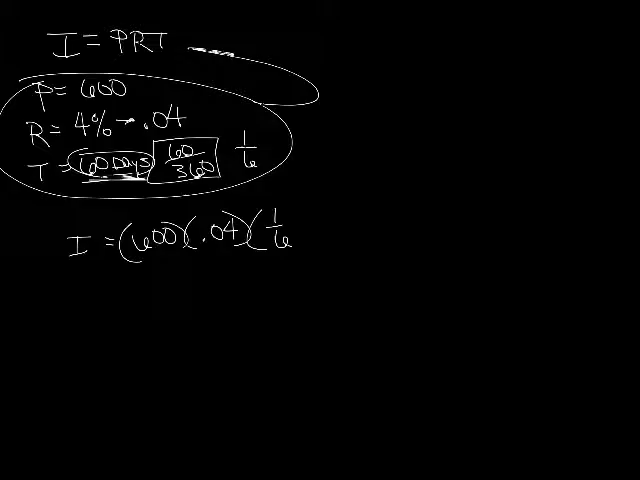 I = PRT
P = 600
R = 4% → .04
T = 60 Days 60/360 1/6
I = (600)(.04)(1/6